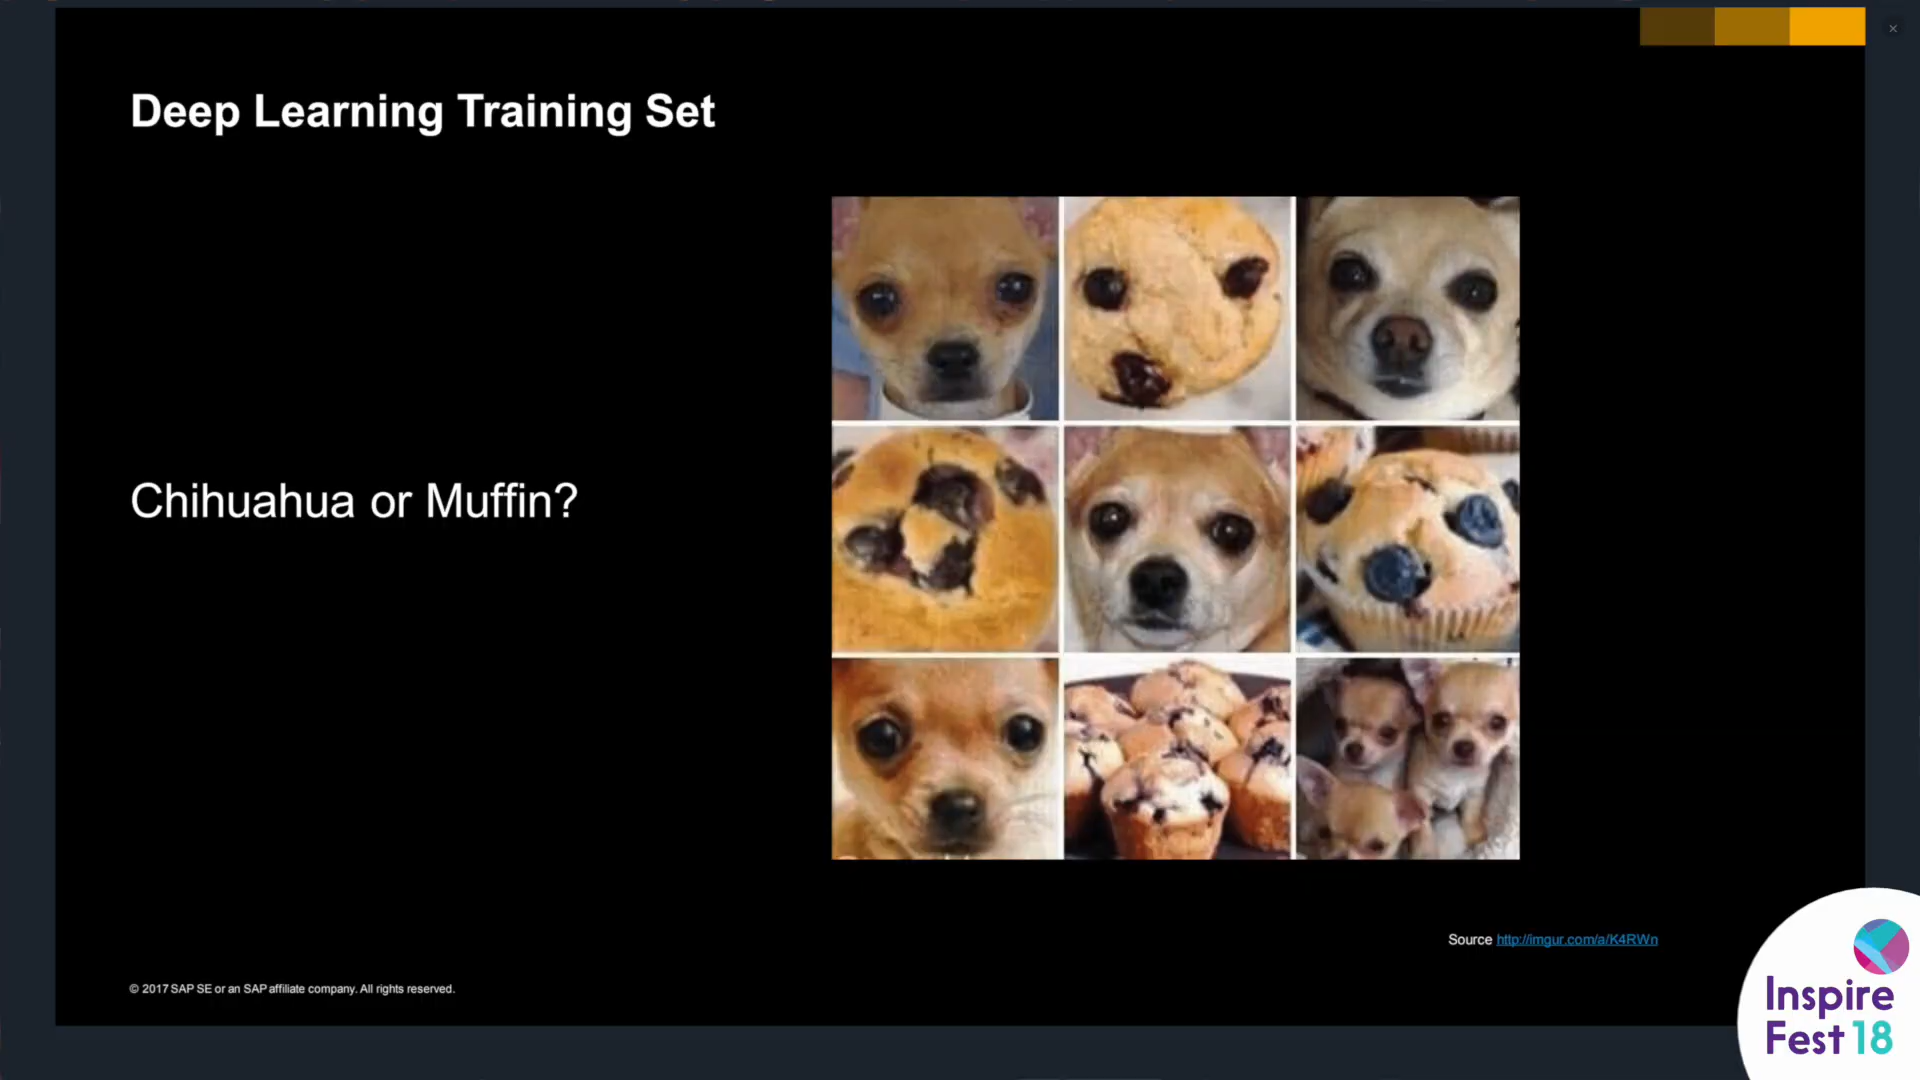 Deep Learning Training Set
Chihuahua or Muffin?
Source http://imgur.com/a/K4RWn
© 2017 SAP SE or an SAP affiliate company. All rights reserved.
Inspire
Fest 18